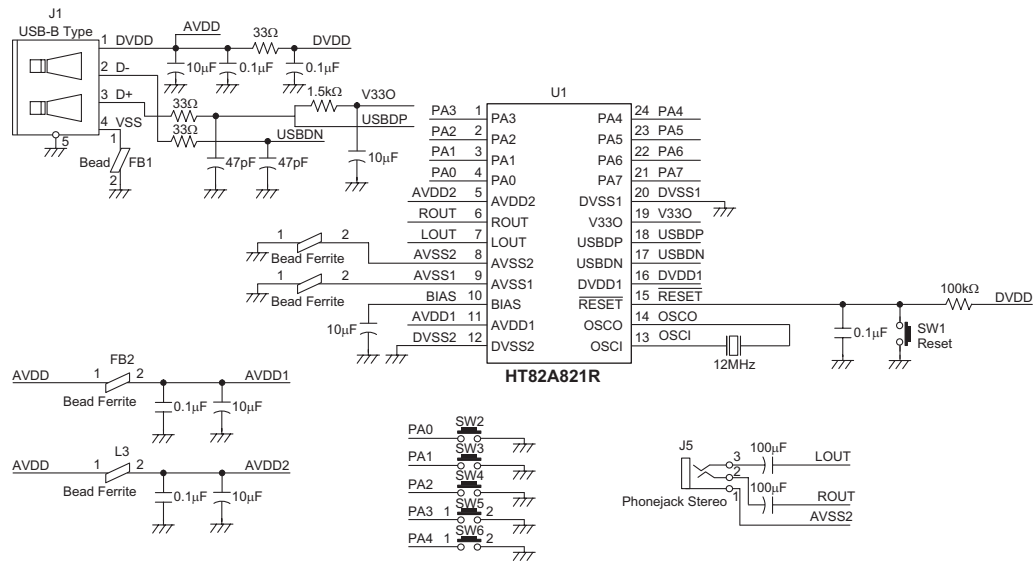 J1
USB-B Type
1 DVDD
AVDD
33Ω
DVDD
10μF
0.1μF
0.1μF
2 D-
3 D+
4 VSS
5
1
Bead
FB1
2
33Ω
33Ω
1.5kΩ
V33O
USBDP
USBDN
47pF
47pF
10μF
U1
PA3 1 PA3
PA2 2 PA2
PA1 3 PA1
PA0 4 PA0
AVDD2 5 AVDD2
ROUT 6 ROUT
LOUT 7 LOUT
AVSS2 8 AVSS2
AVSS1 9 AVSS1
BIAS 10 BIAS
AVDD1 11 AVDD1
DVSS2 12 DVSS2
PA4 24 PA4
PA5 23 PA5
PA6 22 PA6
PA7 21 PA7
DVSS1 20 DVSS1
V33O 19 V33O
USBDP 18 USBDP
USBDN 17 USBDN
DVDD1 16 DVDD1
RESET 15 RESET
OSCO 14 OSCO
OSCI 13 OSCI
HT82A821R
1 2
Bead Ferrite
1 2
Bead Ferrite
10μF
12MHz
100kΩ
DVDD
0.1μF
SW1
Reset
FB2
AVDD 1 2 AVDD1
Bead Ferrite
0.1μF
10μF
L3
AVDD 1 2 AVDD2
Bead Ferrite
0.1μF
10μF
SW2
PA0
SW3
PA1
SW4
PA2
SW5
PA3 1 2
SW6
PA4 1 2
J5
Phonejack Stereo
3
2
1
100μF
LOUT
100μF
ROUT
AVSS2